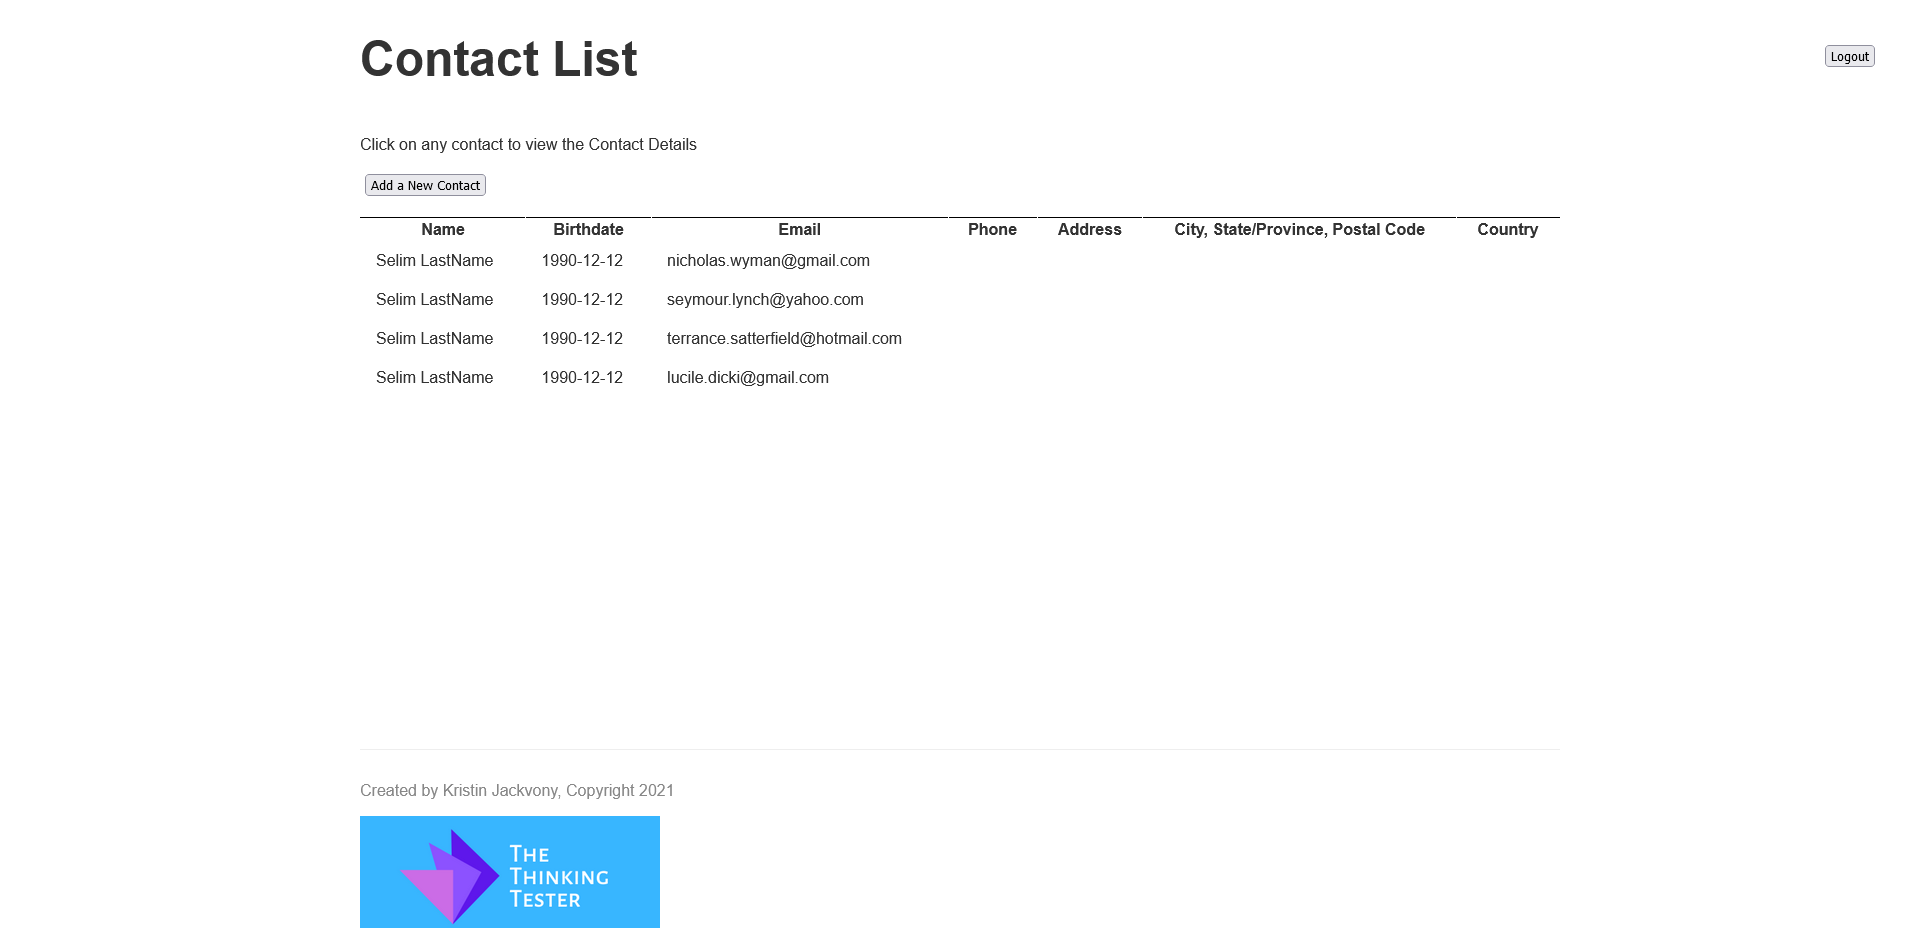 Contact List
Logout
Click on any contact to view the Contact Details
Add a New Contact
Name Birthdate Email Phone Address City, State/Province, Postal Code Country
Selim LastName 1990-12-12 nicholas.wyman@gmail.com
Selim LastName 1990-12-12 seymour.lynch@yahoo.com
Selim LastName 1990-12-12 terrance.satterfield@hotmail.com
Selim LastName 1990-12-12 lucile.dicki@gmail.com
Created by Kristin Jackvony, Copyright 2021
THE
THINKING
TESTER